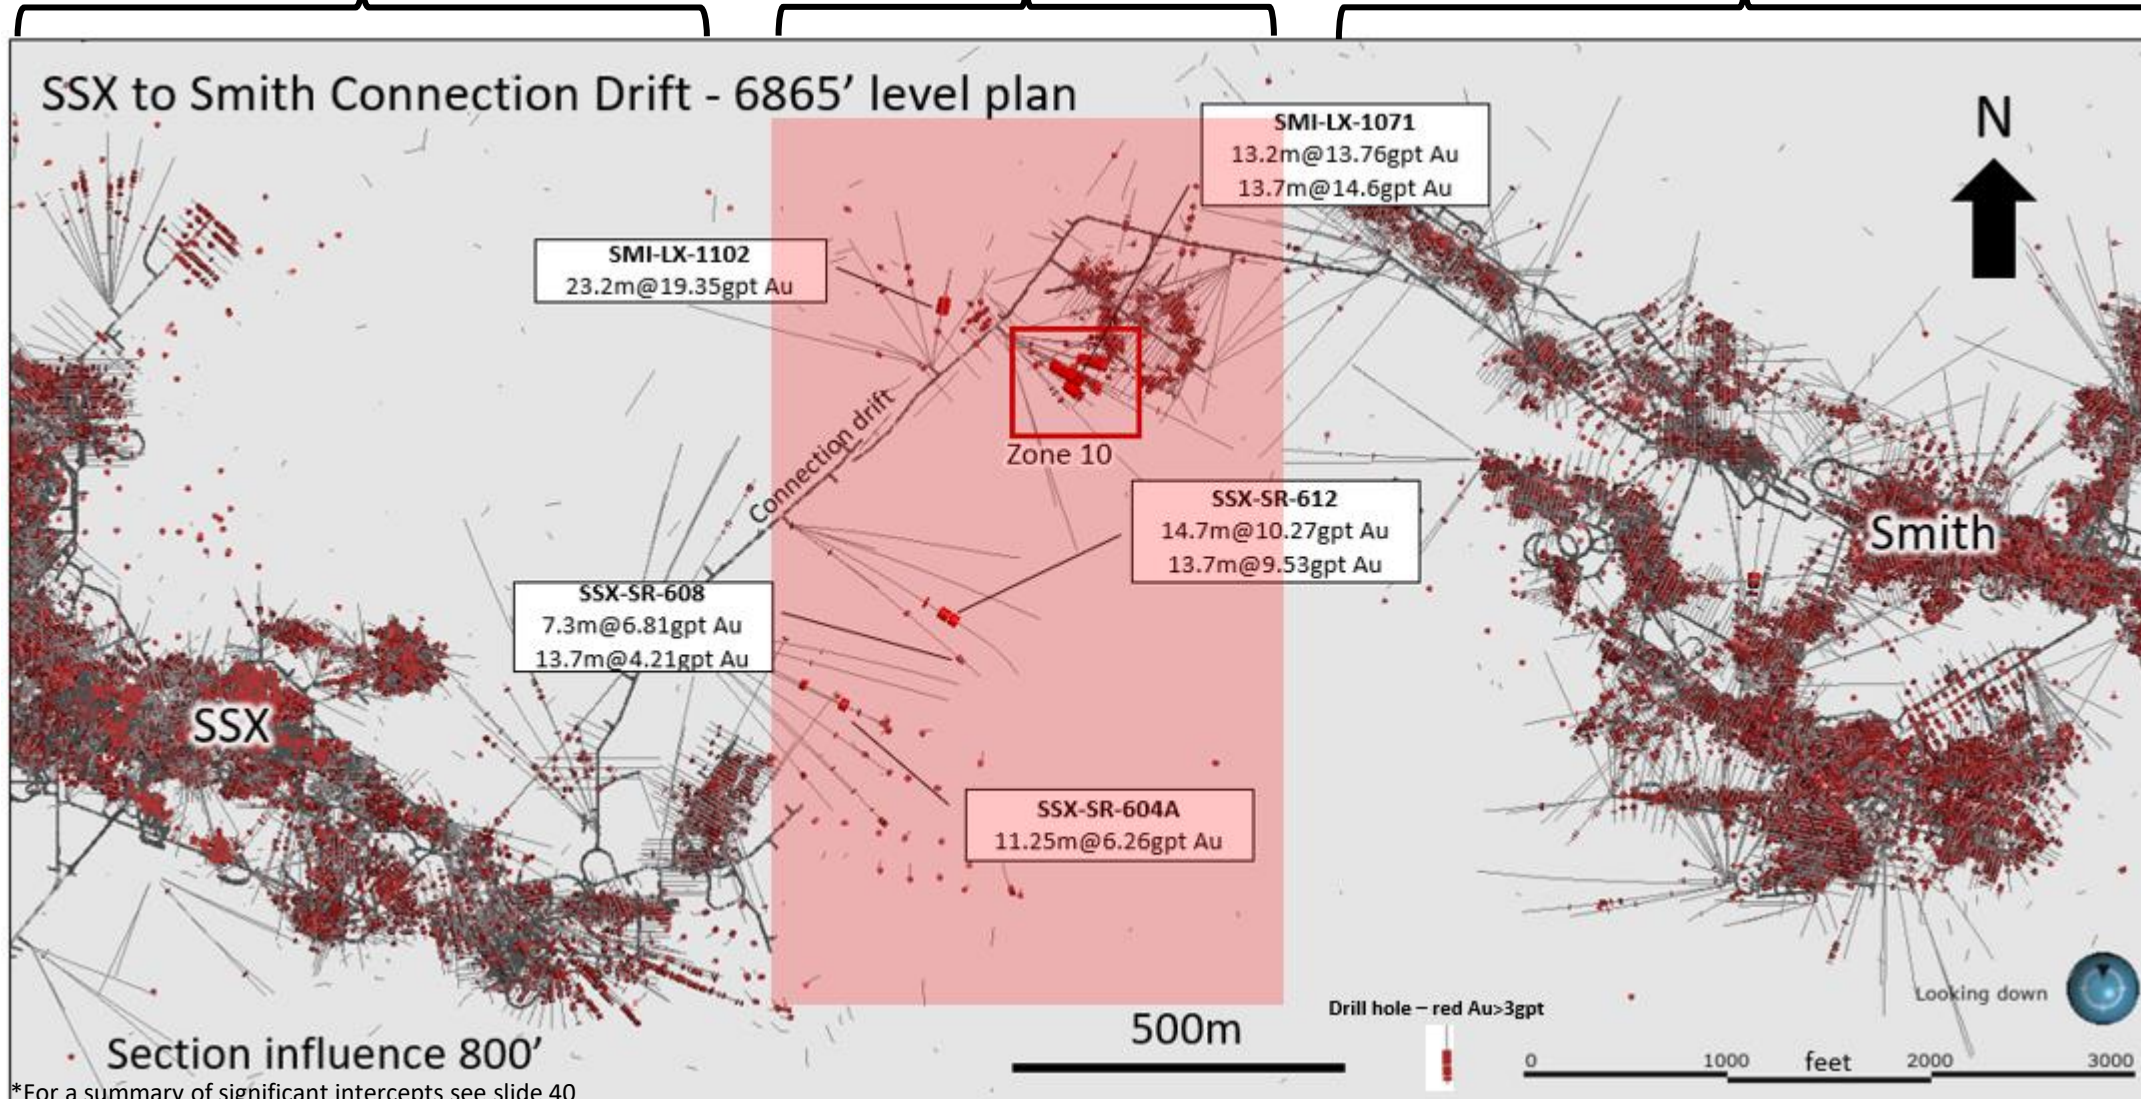 SSX to Smith Connection Drift - 6865’ level plan
SMI-LX-1071
13.2m@13.76gpt Au
13.7m@14.6gpt Au
N
SMI-LX-1102
23.2m@19.35gpt Au
Connection drift
Zone 10
SSX-SR-612
14.7m@10.27gpt Au
13.7m@9.53gpt Au
Smith
SSX-SR-608
7.3m@6.81gpt Au
13.7m@4.21gpt Au
SSX
SSX-SR-604A
11.25m@6.26gpt Au
Looking down
Drill hole – red Au>3gpt
500m
Section influence 800’
0 1000 feet 2000 3000
*For a summary of significant intercepts see slide 40